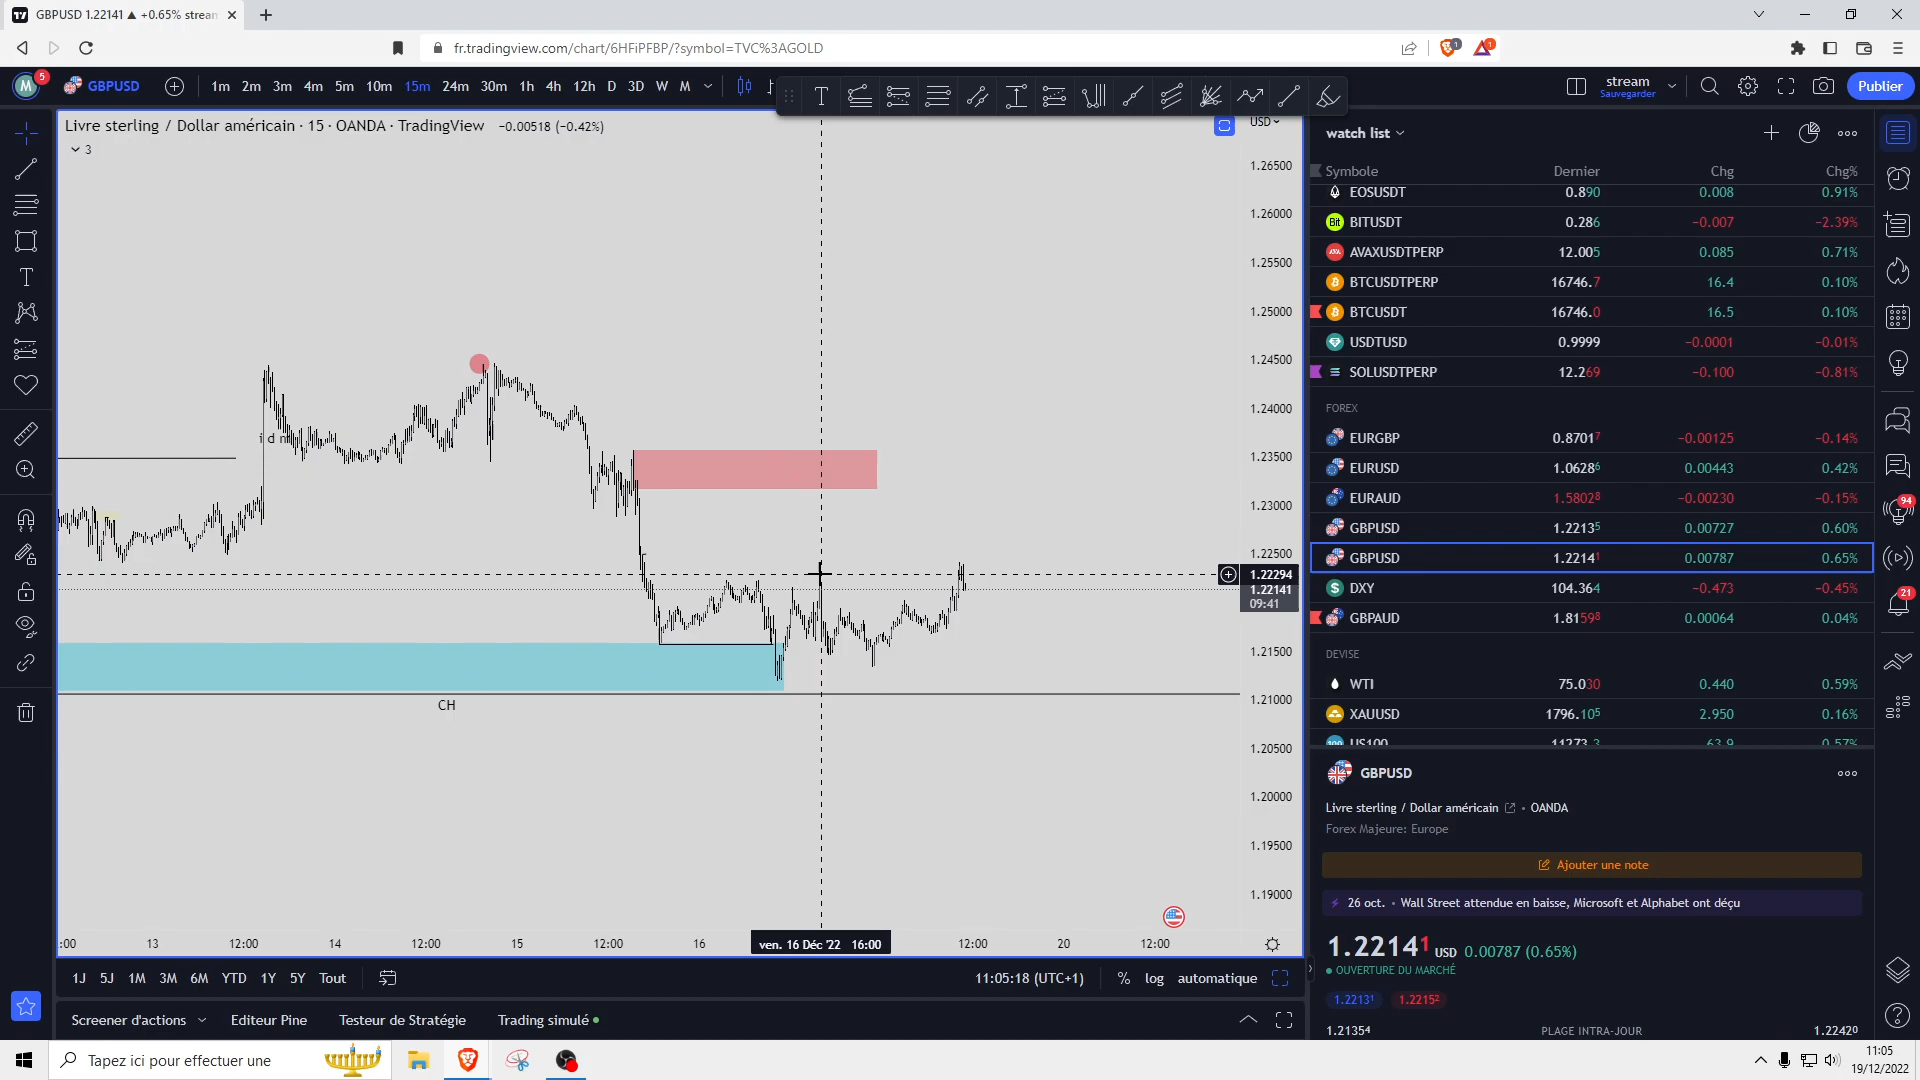 GBPUSD 1.22141 ▲ +0.65% stream
fr.tradingview.com/chart/6HFiPFBP/?symbol=TVC%3AGOLD
1
1
M
5
GBPUSD
1m 2m 3m 4m 5m 10m 15m 24m 30m 1h 4h 12h D 3D W M
stream
Sauvegarder
Publier
Livre sterling / Dollar américain · 15 · OANDA · TradingView −0.00518 (−0.42%)
3
USD
1.26500
1.26000
1.25500
1.25000
1.24500
1.24000
1.23500
1.23000
1.22500
1.22294
1.22141
09:41
1.21500
1.21000
1.20500
1.20000
1.19500
1.19000
i d m
CH
:00 13 12:00 14 12:00 15 12:00 16 ven. 16 Déc '22 16:00 12:00 20 12:00
1J 5J 1M 3M 6M YTD 1Y 5Y Tout
11:05:18 (UTC+1) % log automatique
Screener d'actions Editeur Pine Testeur de Stratégie Trading simulé
watch list
Symbole Dernier Chg Chg%
EOSUSDT 0.890 0.008 0.91%
BITUSDT 0.286 −0.007 −2.39%
AVAXUSDTPERP 12.005 0.085 0.71%
BTCUSDTPERP 16746.7 16.4 0.10%
BTCUSDT 16746.0 16.5 0.10%
USDTUSD 0.9999 −0.0001 −0.01%
SOLUSDTPERP 12.269 −0.100 −0.81%
FOREX
EURGBP 0.87017 −0.00125 −0.14%
EURUSD 1.06286 0.00443 0.42%
EURAUD 1.58028 −0.00230 −0.15%
GBPUSD 1.22135 0.00727 0.60%
GBPUSD 1.22141 0.00787 0.65%
DXY 104.364 −0.473 −0.45%
GBPAUD 1.81598 0.00064 0.04%
DEVISE
WTI 75.030 0.440 0.59%
XAUUSD 1796.105 2.950 0.16%
US100 11273.3 63.9 0.57%
GBPUSD
Livre sterling / Dollar américain • OANDA
Forex Majeure: Europe
Ajouter une note
26 oct. • Wall Street attendue en baisse, Microsoft et Alphabet ont déçu
1.22141 USD 0.00787 (0.65%)
OUVERTURE DU MARCHÉ
1.22131 1.22152
1.21354 PLAGE INTRA-JOUR 1.22420
94
21
Tapez ici pour effectuer une
11:05
19/12/2022